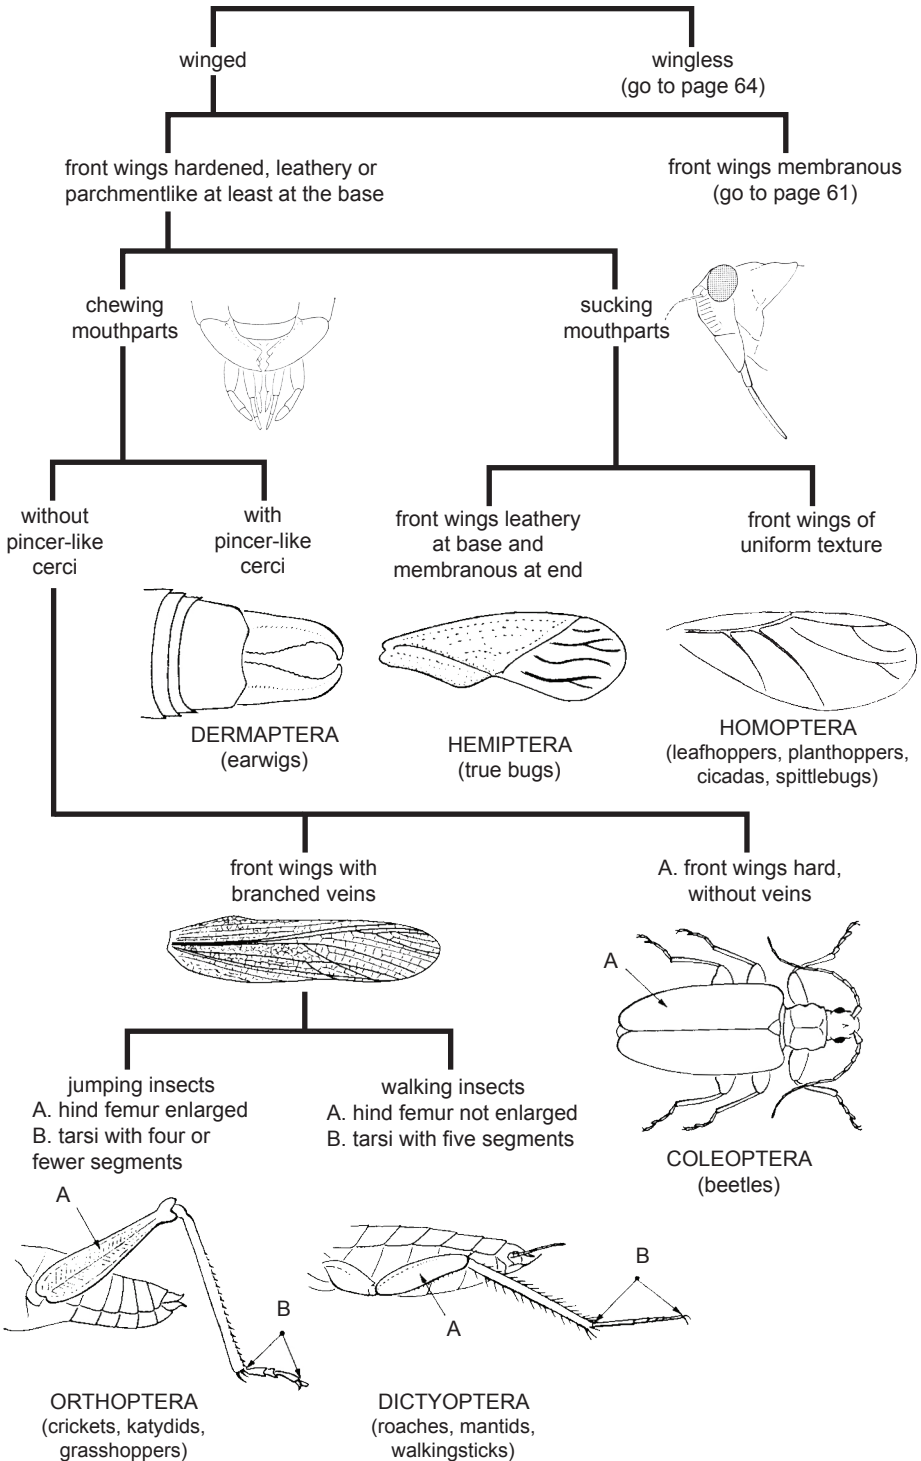 winged
wingless
(go to page 64)
front wings hardened, leathery or
parchmentlike at least at the base
front wings membranous
(go to page 61)
chewing
mouthparts
sucking
mouthparts
without
pincer-like
cerci
with
pincer-like
cerci
front wings leathery
at base and
membranous at end
front wings of
uniform texture
DERMAPTERA
(earwigs)
HEMIPTERA
(true bugs)
HOMOPTERA
(leafhoppers, planthoppers,
cicadas, spittlebugs)
front wings with
branched veins
A. front wings hard,
without veins
A
jumping insects
A. hind femur enlarged
B. tarsi with four or
fewer segments
walking insects
A. hind femur not enlarged
B. tarsi with five segments
COLEOPTERA
(beetles)
A
B
A
B
ORTHOPTERA
(crickets, katydids,
grasshoppers)
DICTYOPTERA
(roaches, mantids,
walkingsticks)